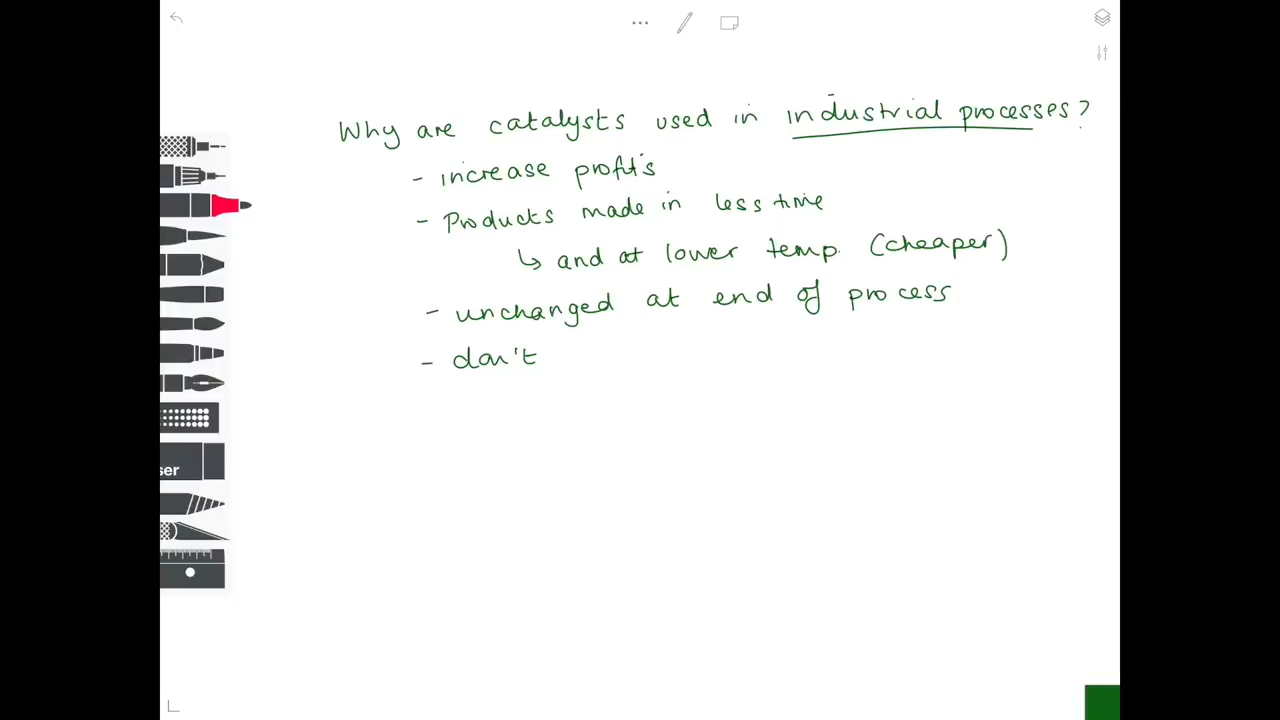 Why are catalysts used in industrial processes?
- increase profits
- Products made in less time
↳ and at lower temp. (cheaper)
- unchanged at end of process
- don't
ser